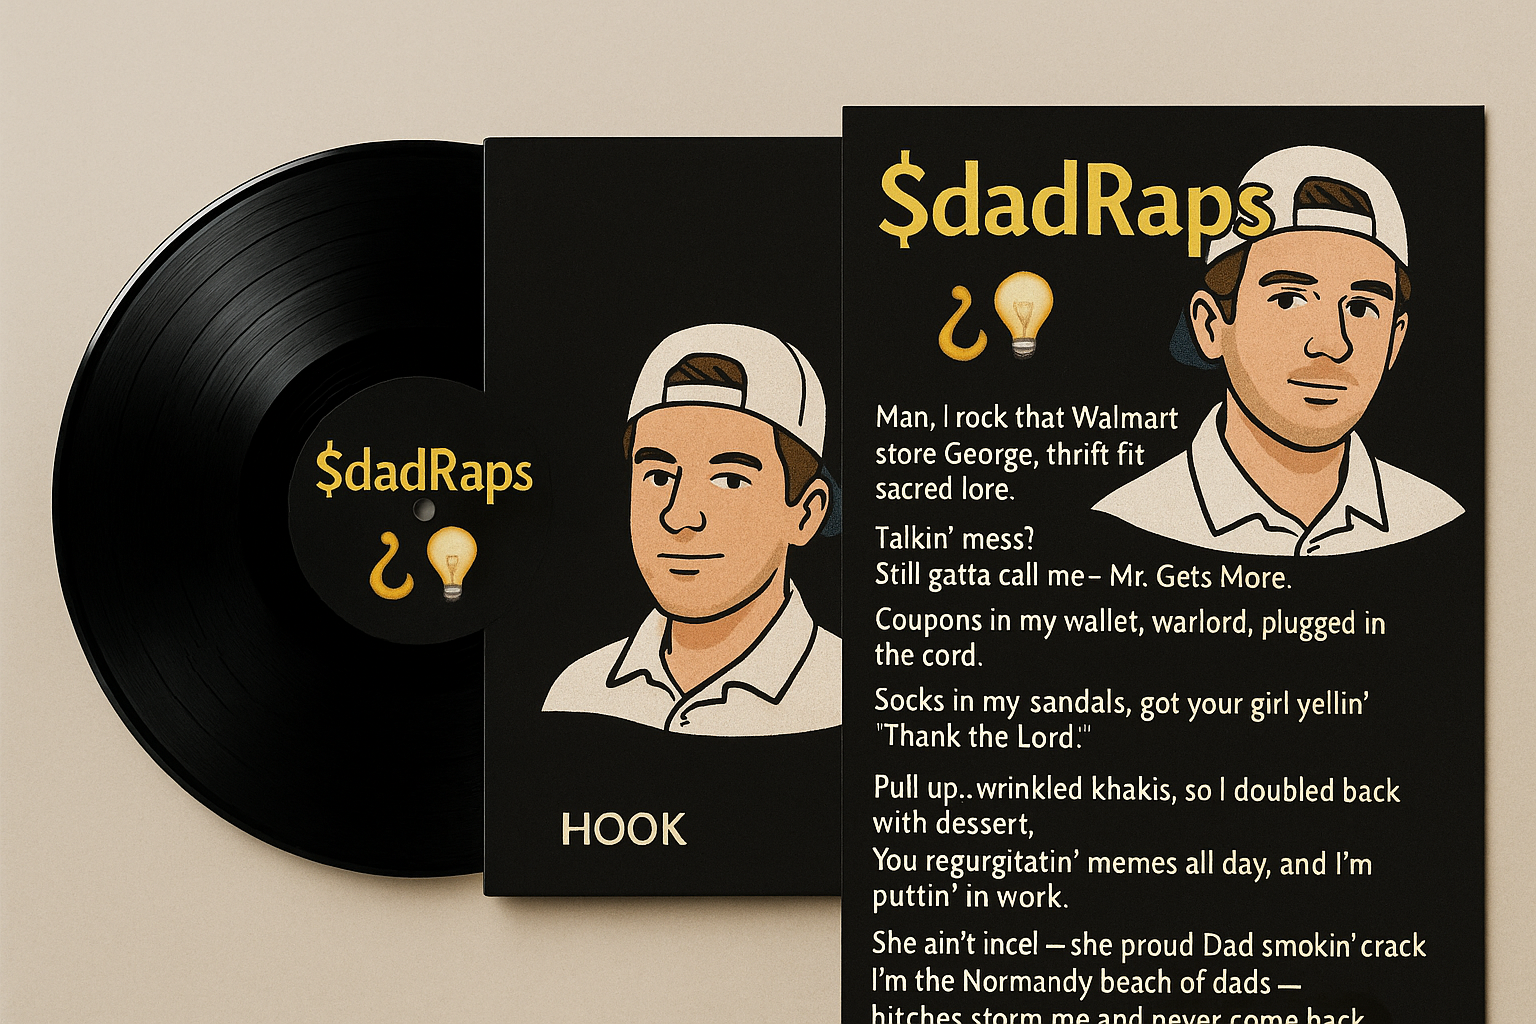 $dadRaps
HOOK
$dadRaps
Man, I rock that Walmart
store George, thrift fit
sacred lore.
Talkin' mess?
Still gatta call me – Mr. Gets More.
Coupons in my wallet, warlord, plugged in
the cord.
Socks in my sandals, got your girl yellin'
"Thank the Lord."
Pull up..wrinkled khakis, so I doubled back
with dessert,
You regurgitatin' memes all day, and I'm
puttin' in work.
She ain't incel — she proud Dad smokin' crack
I'm the Normandy beach of dads —
hitches storm me and never come back